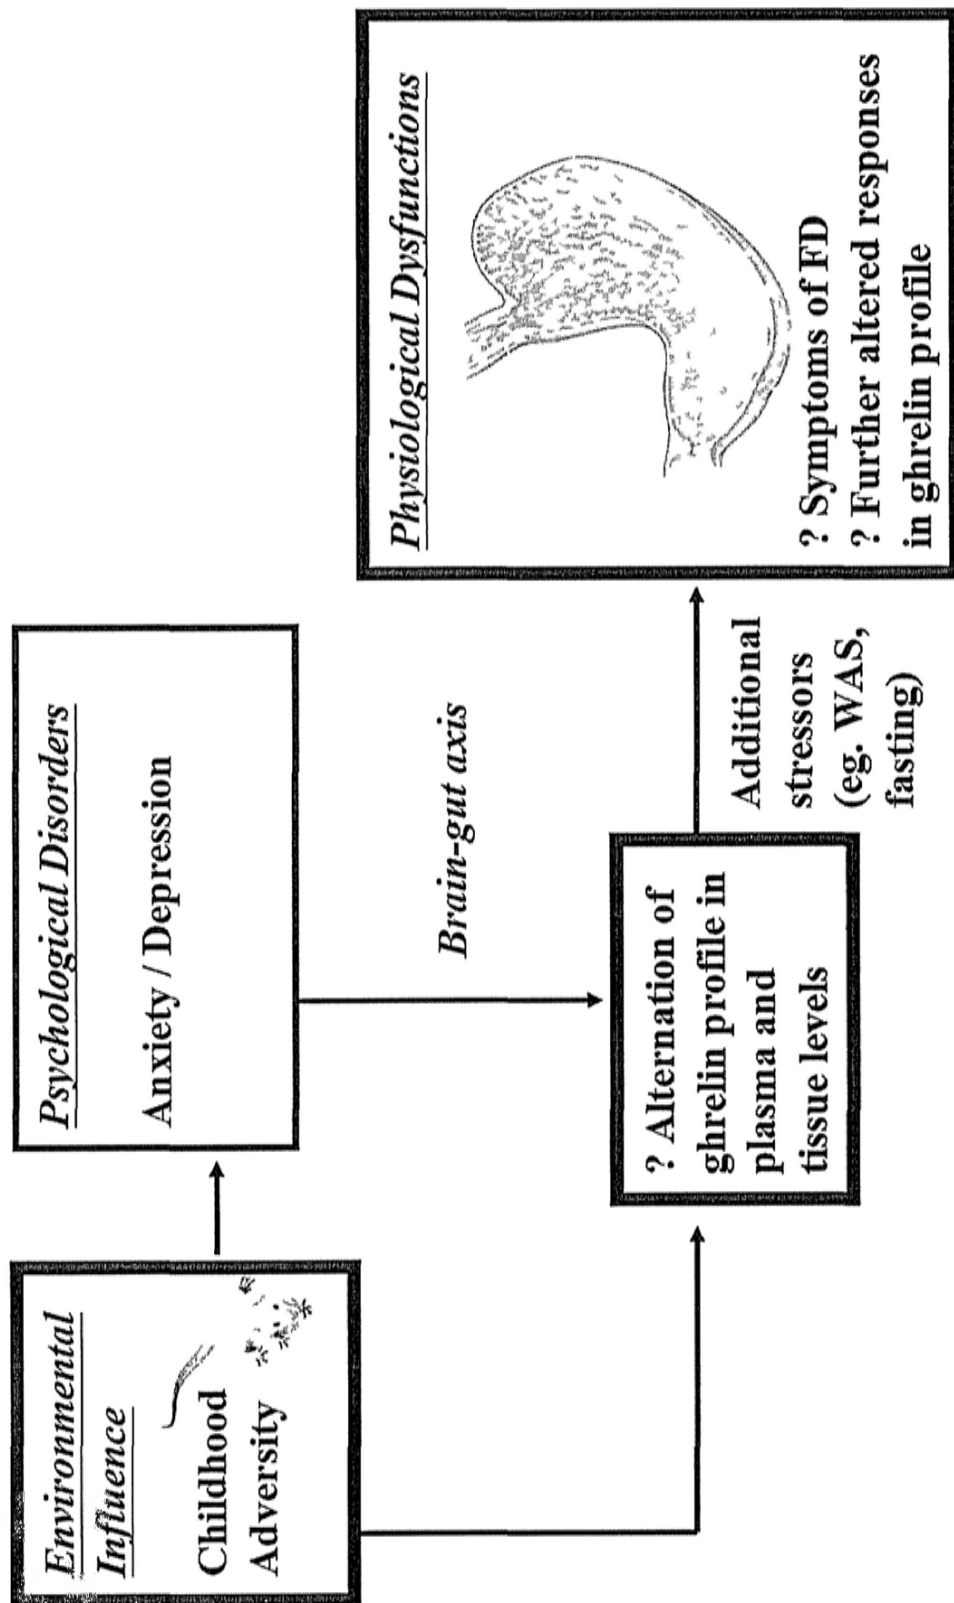 Environmental
Influence
Childhood
Adversity
Psychological Disorders
Anxiety / Depression
Brain-gut axis
? Alternation of
ghrelin profile in
plasma and
tissue levels
Additional
stressors
(eg. WAS,
fasting)
Physiological Dysfunctions
? Symptoms of FD
? Further altered responses
in ghrelin profile